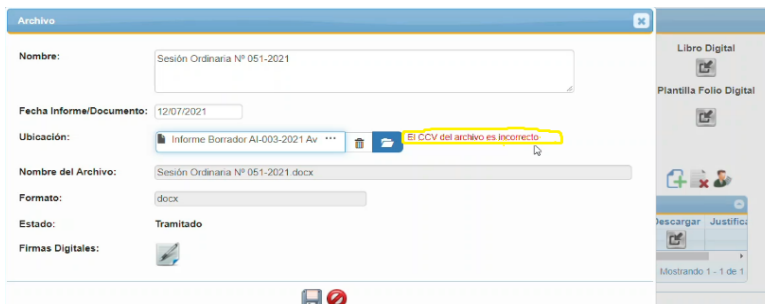 Archivo
Nombre:
Sesión Ordinaria Nº 051-2021
Fecha Informe/Documento:
12/07/2021
Ubicación:
Informe Borrador AI-003-2021 Av ···
El CCV del archivo es incorrecto
Nombre del Archivo:
Sesión Ordinaria Nº 051-2021.docx
Formato:
docx
Estado:
Tramitado
Firmas Digitales:
Libro Digital
Plantilla Folio Digital
Descargar Justifica
Mostrando 1 - 1 de 1